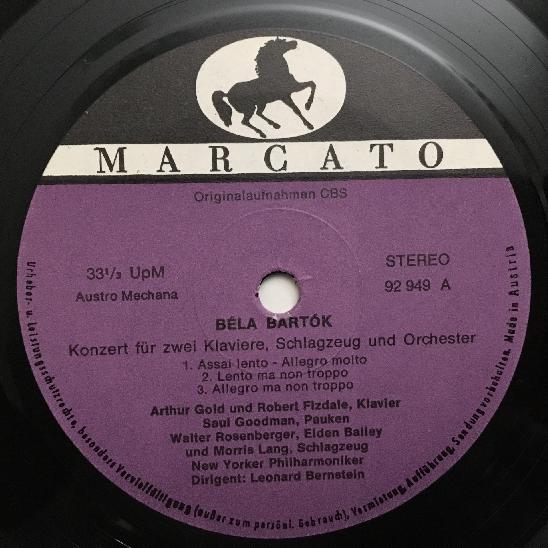 MARCATO
Originalaufnahmen CBS
33 1/3 UpM
Austro Mechana
STEREO
92 949 A
BÉLA BARTÓK
Konzert für zwei Klaviere, Schlagzeug und Orchester
1. Assai lento - Allegro molto
2. Lento ma non troppo
3. Allegro ma non troppo
Arthur Gold und Robert Fizdale, Klavier
Saul Goodman, Pauken
Walter Rosenberger, Elden Bailey
und Morris Lang, Schlagzeug
New Yorker Philharmoniker
Dirigent: Leonard Bernstein
Urheber- u. Leistungsschutzrechte, besonders Vervielfältigung (außer zum persönl. Gebrauch), Vermietung, Aufführung, Sendung vorbehalten. Made in Austria